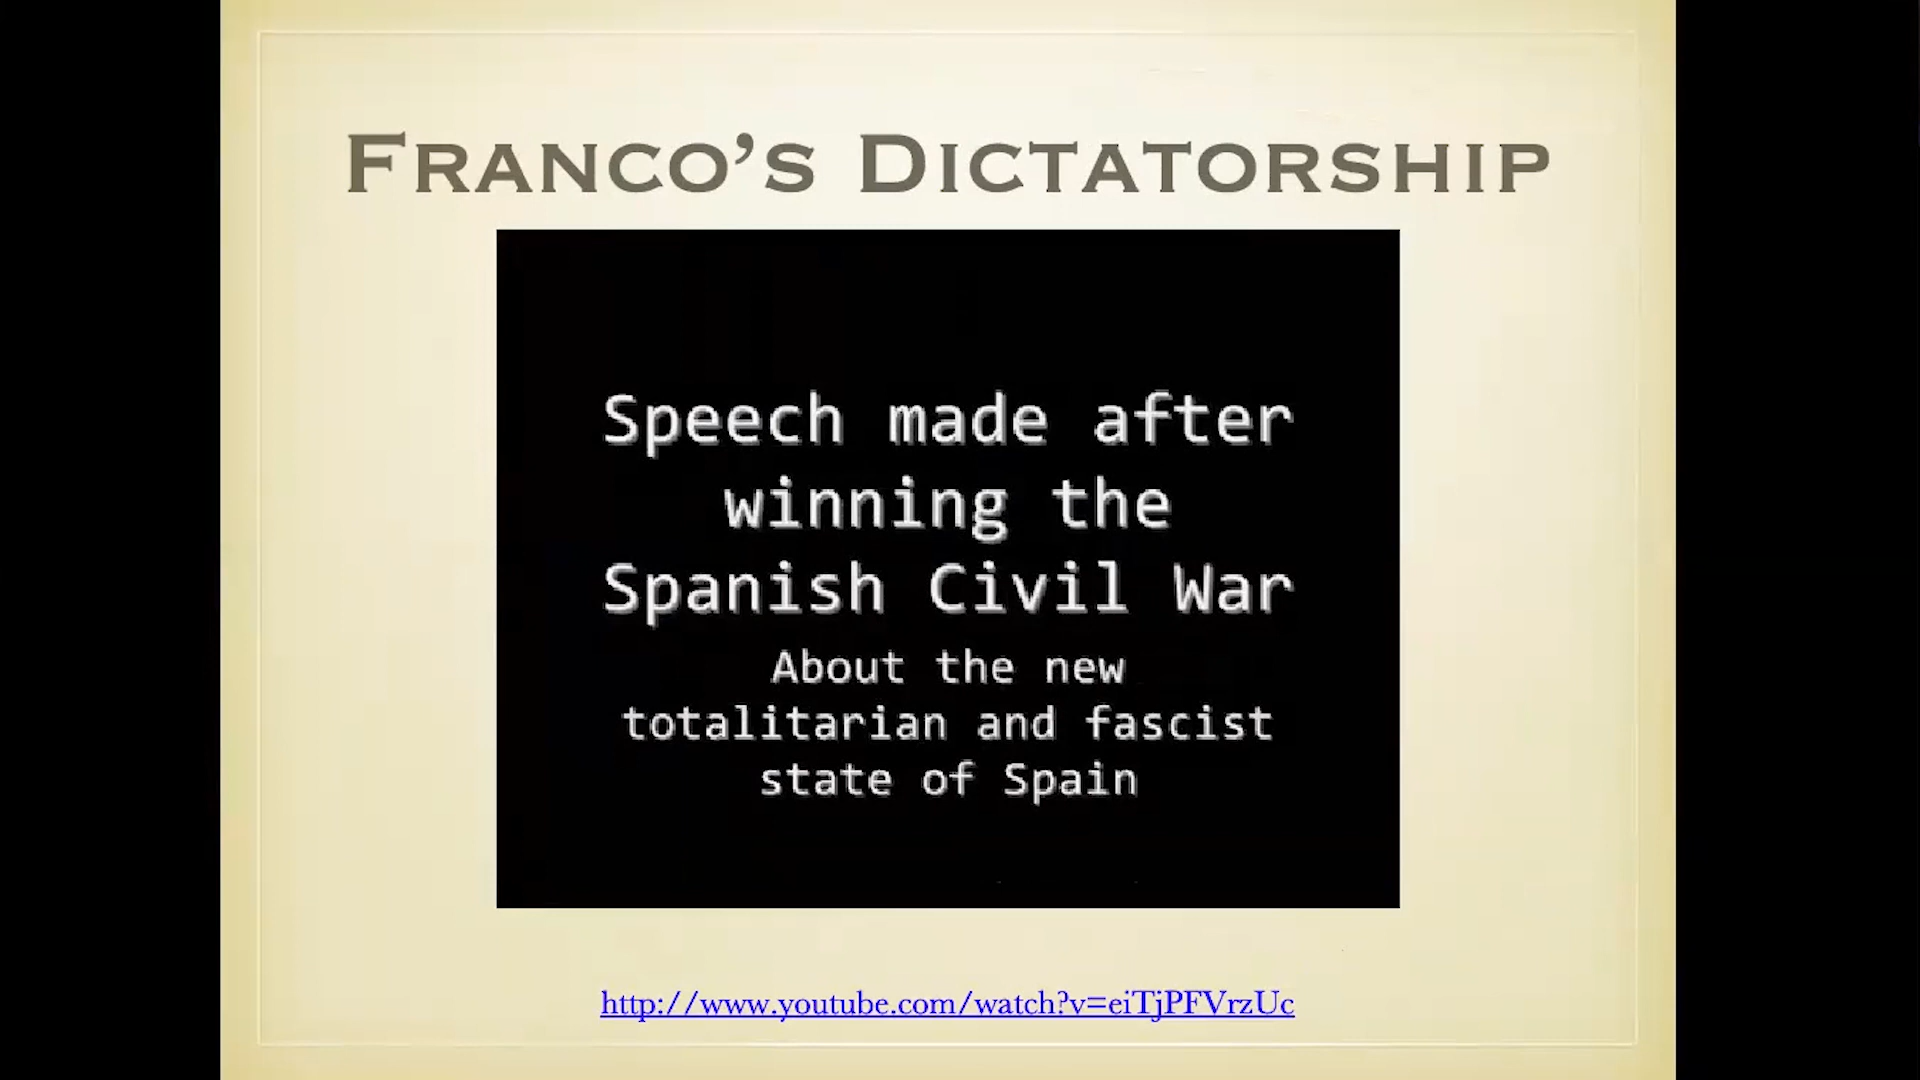 FRANCO'S DICTATORSHIP
Speech made after
winning the
Spanish Civil War
About the new
totalitarian and fascist
state of Spain
http://www.youtube.com/watch?v=eiTjPFVrzUc